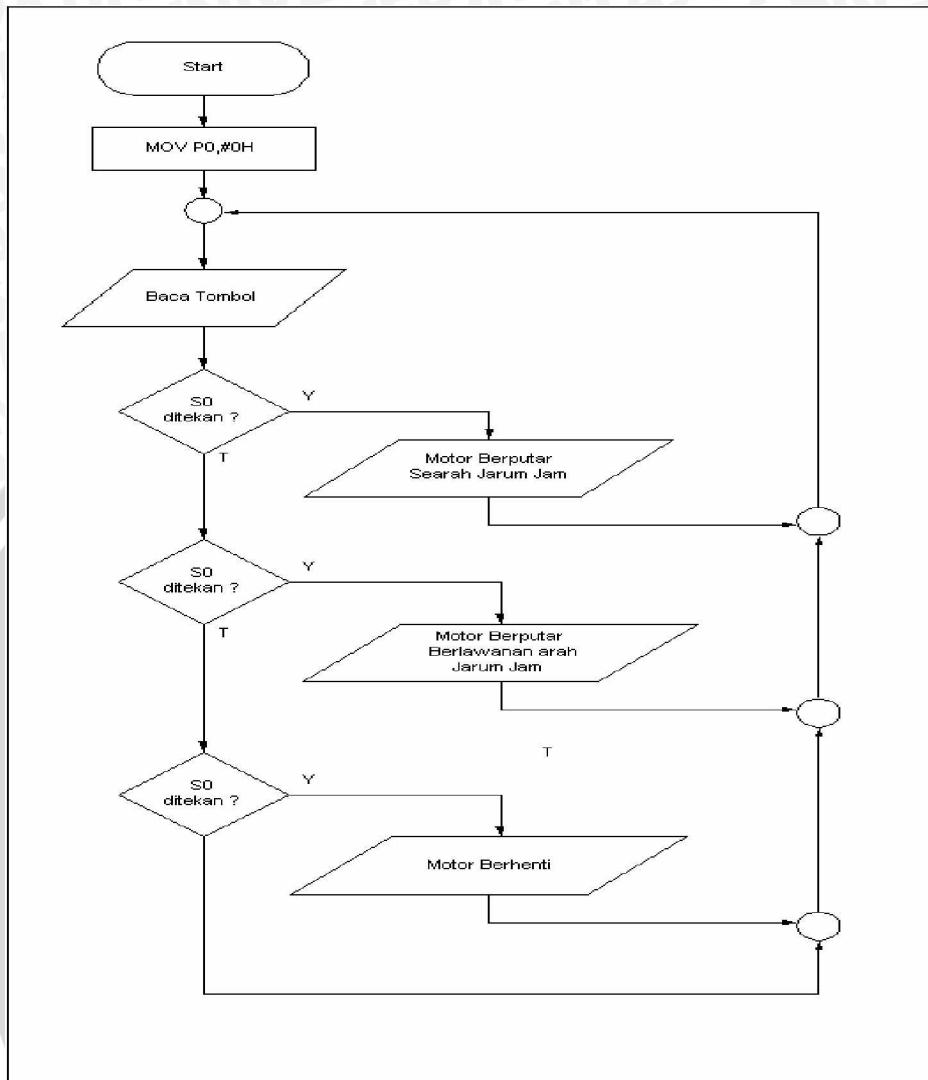 Start
MOV P0,#0H
Baca Tombol
S0
ditekan ?
Y
T
Motor Berputar
Searah Jarum Jam
S0
ditekan ?
Y
T
Motor Berputar
Berlawanan arah
Jarum Jam
T
S0
ditekan ?
Y
Motor Berhenti